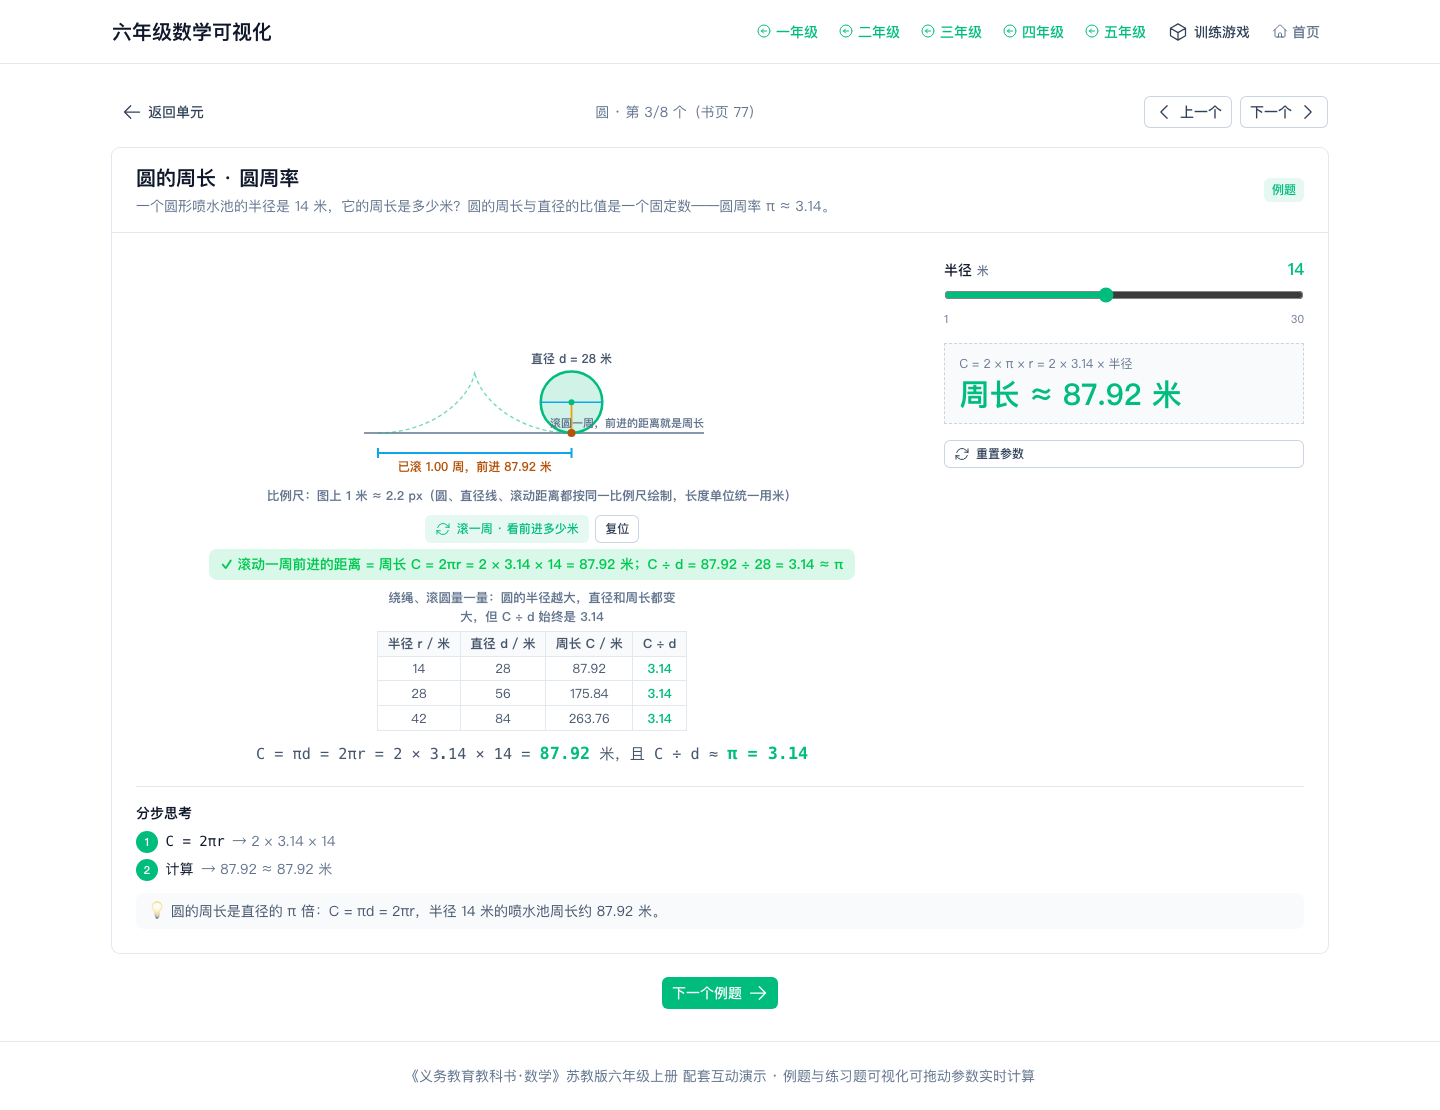 六年级数学可视化
一年级 二年级 三年级 四年级 五年级 训练游戏 首页
返回单元
圆 · 第 3/8 个（书页 77）
上一个 下一个
圆的周长 · 圆周率
一个圆形喷水池的半径是 14 米，它的周长是多少米？圆的周长与直径的比值是一个固定数——圆周率 π ≈ 3.14。
例题
直径 d = 28 米
滚圆一周，前进的距离就是周长
已滚 1.00 周，前进 87.92 米
比例尺：图上 1 米 ≈ 2.2 px（圆、直径线、滚动距离都按同一比例尺绘制，长度单位统一用米）
滚一周 · 看前进多少米 复位
✓ 滚动一周前进的距离 = 周长 C = 2πr = 2 × 3.14 × 14 = 87.92 米；C ÷ d = 87.92 ÷ 28 = 3.14 ≈ π
绕绳、滚圆量一量：圆的半径越大，直径和周长都变
大，但 C ÷ d 始终是 3.14
半径 r / 米 直径 d / 米 周长 C / 米 C ÷ d
14 28 87.92 3.14
28 56 175.84 3.14
42 84 263.76 3.14
C = πd = 2πr = 2 × 3.14 × 14 = 87.92 米，且 C ÷ d ≈ π = 3.14
半径 米 14
1 30
C = 2 × π × r = 2 × 3.14 × 半径
周长 ≈ 87.92 米
重置参数
分步思考
1 C = 2πr → 2 × 3.14 × 14
2 计算 → 87.92 ≈ 87.92 米
💡 圆的周长是直径的 π 倍：C = πd = 2πr，半径 14 米的喷水池周长约 87.92 米。
下一个例题 →
《义务教育教科书·数学》苏教版六年级上册 配套互动演示 · 例题与练习题可视化可拖动参数实时计算